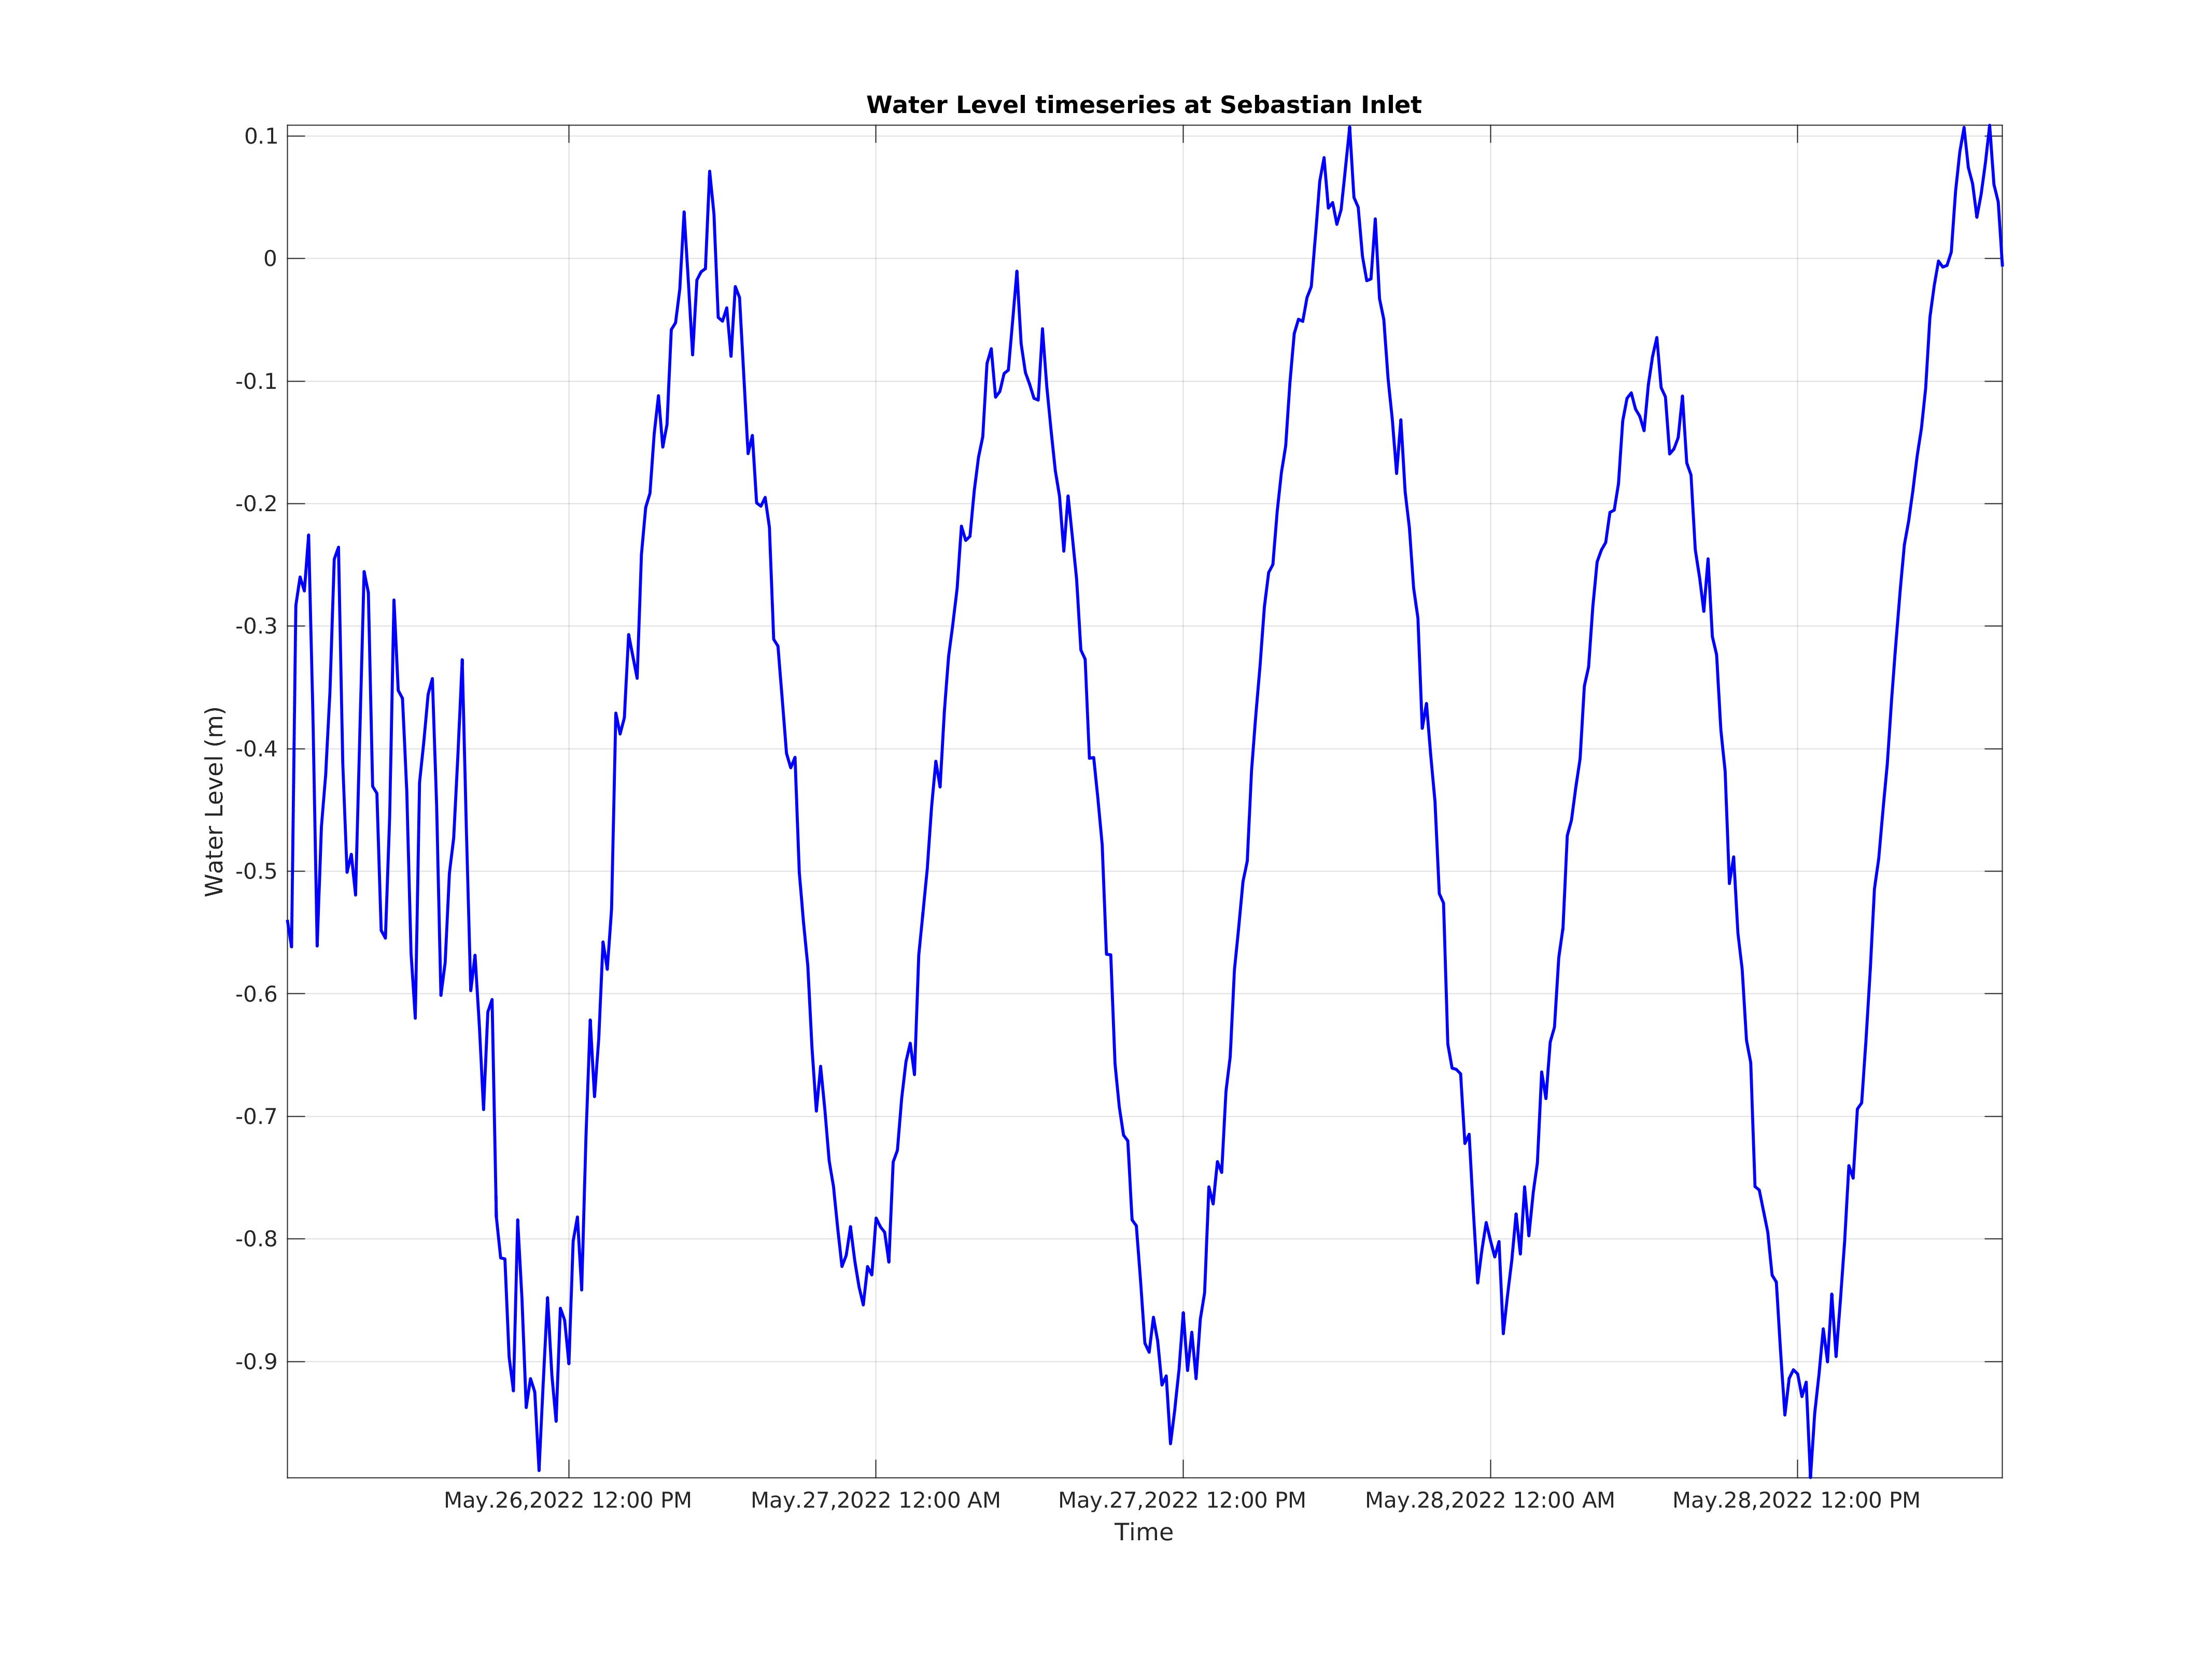 Water Level timeseries at Sebastian Inlet
0.1
0
-0.1
-0.2
-0.3
-0.4
-0.5
-0.6
-0.7
-0.8
-0.9
Water Level (m)
May.26,2022 12:00 PM
May.27,2022 12:00 AM
May.27,2022 12:00 PM
May.28,2022 12:00 AM
May.28,2022 12:00 PM
Time